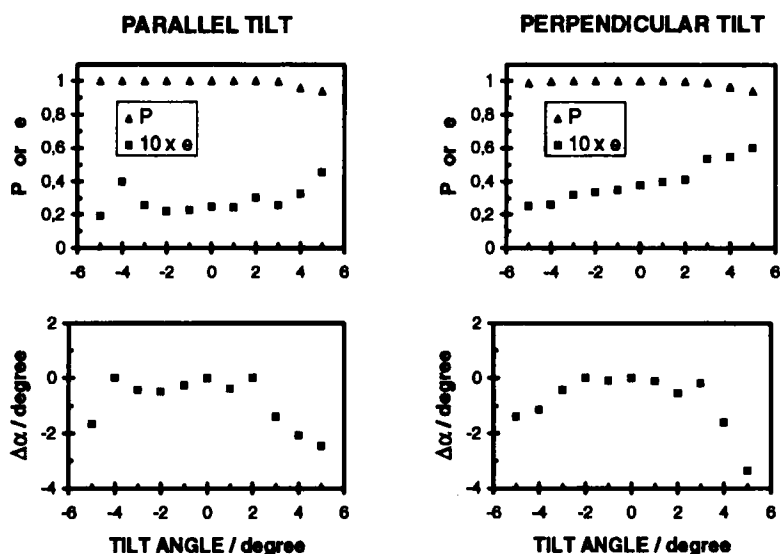 PARALLEL TILT
P or e
1
0,8
0,6
0,4
0,2
0
▲ P
■ 10 x e
-6 -4 -2 0 2 4 6
PERPENDICULAR TILT
P or e
1
0,8
0,6
0,4
0,2
0
▲ P
■ 10 x e
-6 -4 -2 0 2 4 6
Δα / degree
2
0
-2
-4
-6 -4 -2 0 2 4 6
TILT ANGLE / degree
Δα / degree
2
0
-2
-4
-6 -4 -2 0 2 4 6
TILT ANGLE / degree